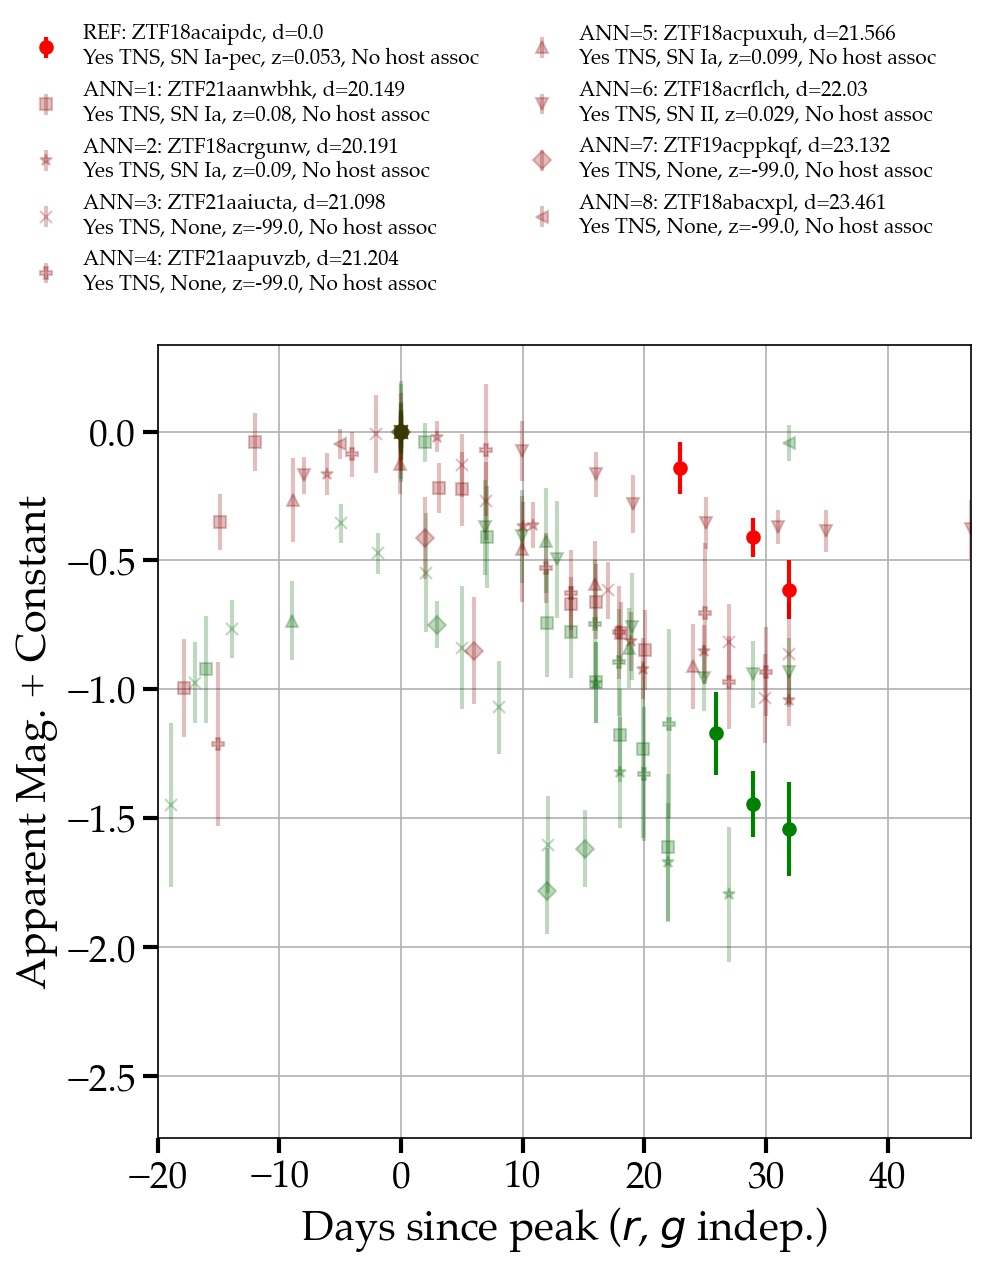 REF: ZTF18acaipdc, d=0.0
Yes TNS, SN Ia-pec, z=0.053, No host assoc
ANN=1: ZTF21aanwbhk, d=20.149
Yes TNS, SN Ia, z=0.08, No host assoc
ANN=2: ZTF18acrgunw, d=20.191
Yes TNS, SN Ia, z=0.09, No host assoc
ANN=3: ZTF21aaiucta, d=21.098
Yes TNS, None, z=-99.0, No host assoc
ANN=4: ZTF21aapuvzb, d=21.204
Yes TNS, None, z=-99.0, No host assoc
ANN=5: ZTF18acpuxuh, d=21.566
Yes TNS, SN Ia, z=0.099, No host assoc
ANN=6: ZTF18acrflch, d=22.03
Yes TNS, SN II, z=0.029, No host assoc
ANN=7: ZTF19acppkqf, d=23.132
Yes TNS, None, z=-99.0, No host assoc
ANN=8: ZTF18abacxpl, d=23.461
Yes TNS, None, z=-99.0, No host assoc
Apparent Mag. + Constant
0.0
−0.5
−1.0
−1.5
−2.0
−2.5
−20 −10 0 10 20 30 40
Days since peak (r, g indep.)